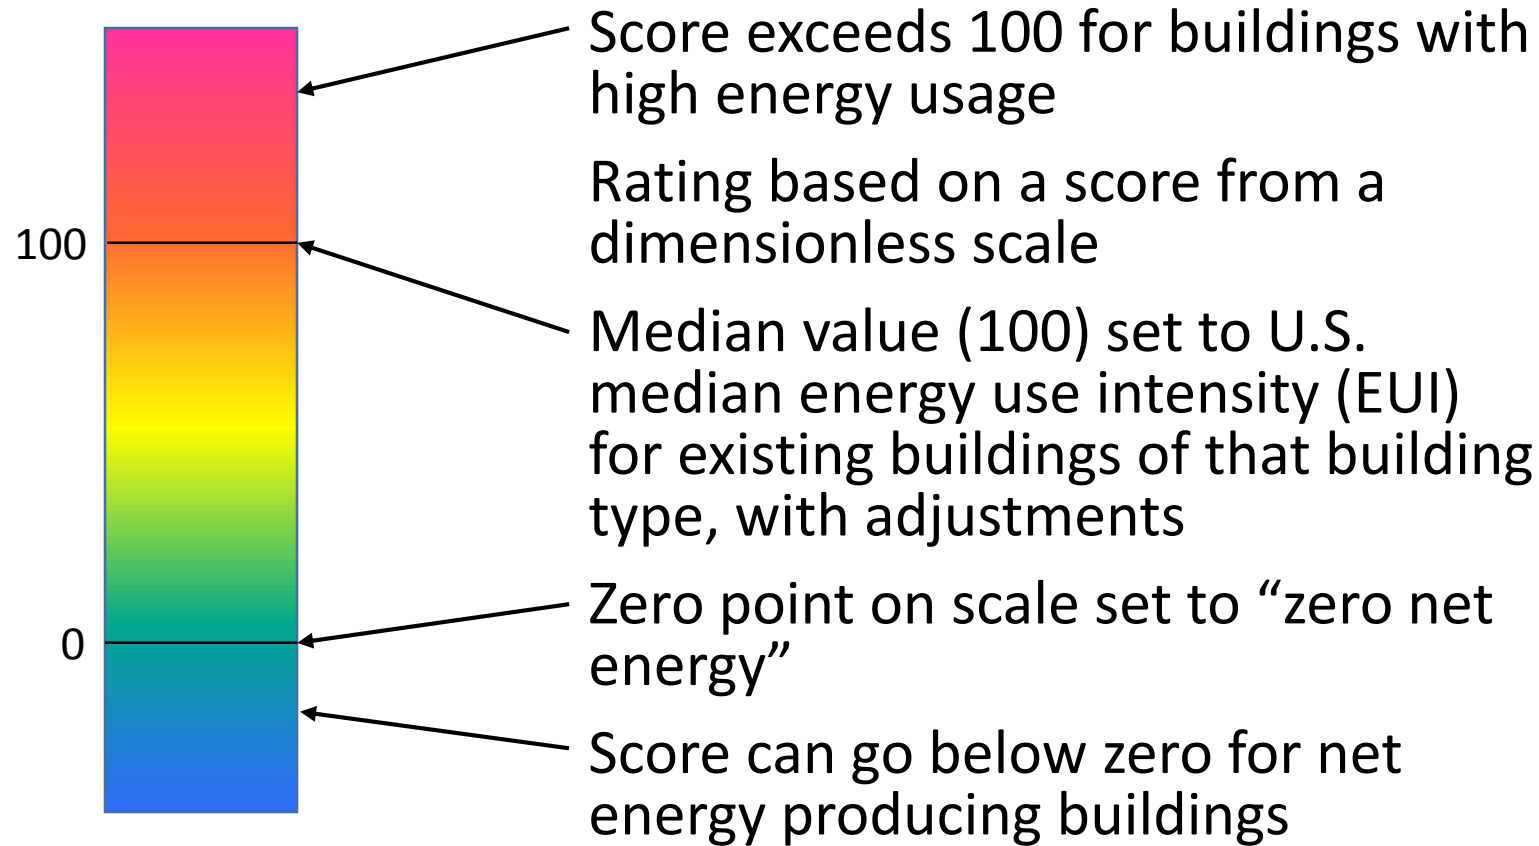 Score exceeds 100 for buildings with
high energy usage
Rating based on a score from a
dimensionless scale
100
Median value (100) set to U.S.
median energy use intensity (EUI)
for existing buildings of that building
type, with adjustments
Zero point on scale set to “zero net
energy”
0
Score can go below zero for net
energy producing buildings